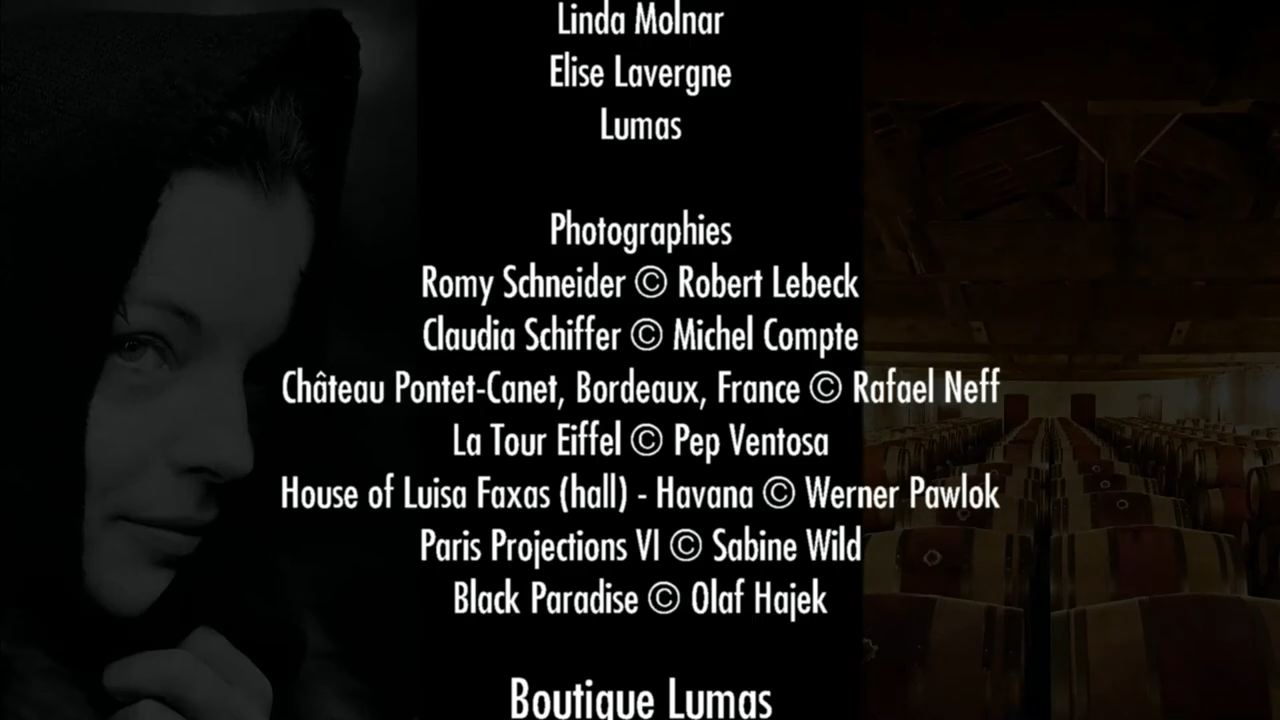 Linda Molnar
Elise Lavergne
Lumas
Photographies
Romy Schneider © Robert Lebeck
Claudia Schiffer © Michel Compte
Château Pontet-Canet, Bordeaux, France © Rafael Neff
La Tour Eiffel © Pep Ventosa
House of Luisa Faxas (hall) - Havana © Werner Pawlok
Paris Projections VI © Sabine Wild
Black Paradise © Olaf Hajek
Boutique Lumas